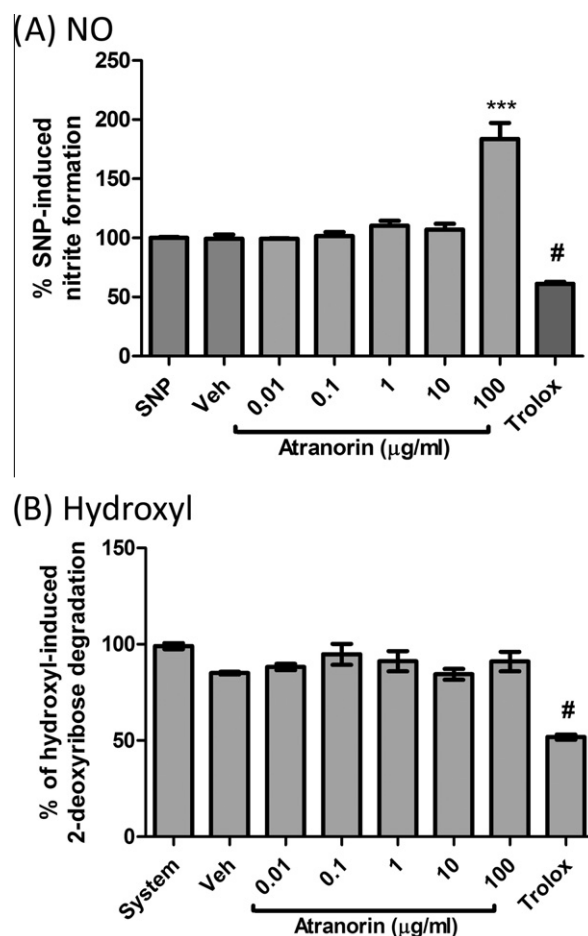 (A) NO
% SNP-induced
nitrite formation
250
200
150
100
50
0
***
#
SNP
Veh
0.01
0.1
1
10
100
Trolox
Atranorin (μg/ml)
(B) Hydroxyl
% of hydroxyl-induced
2-deoxyribose degradation
150
100
50
0
#
System
Veh
0.01
0.1
1
10
100
Trolox
Atranorin (μg/ml)